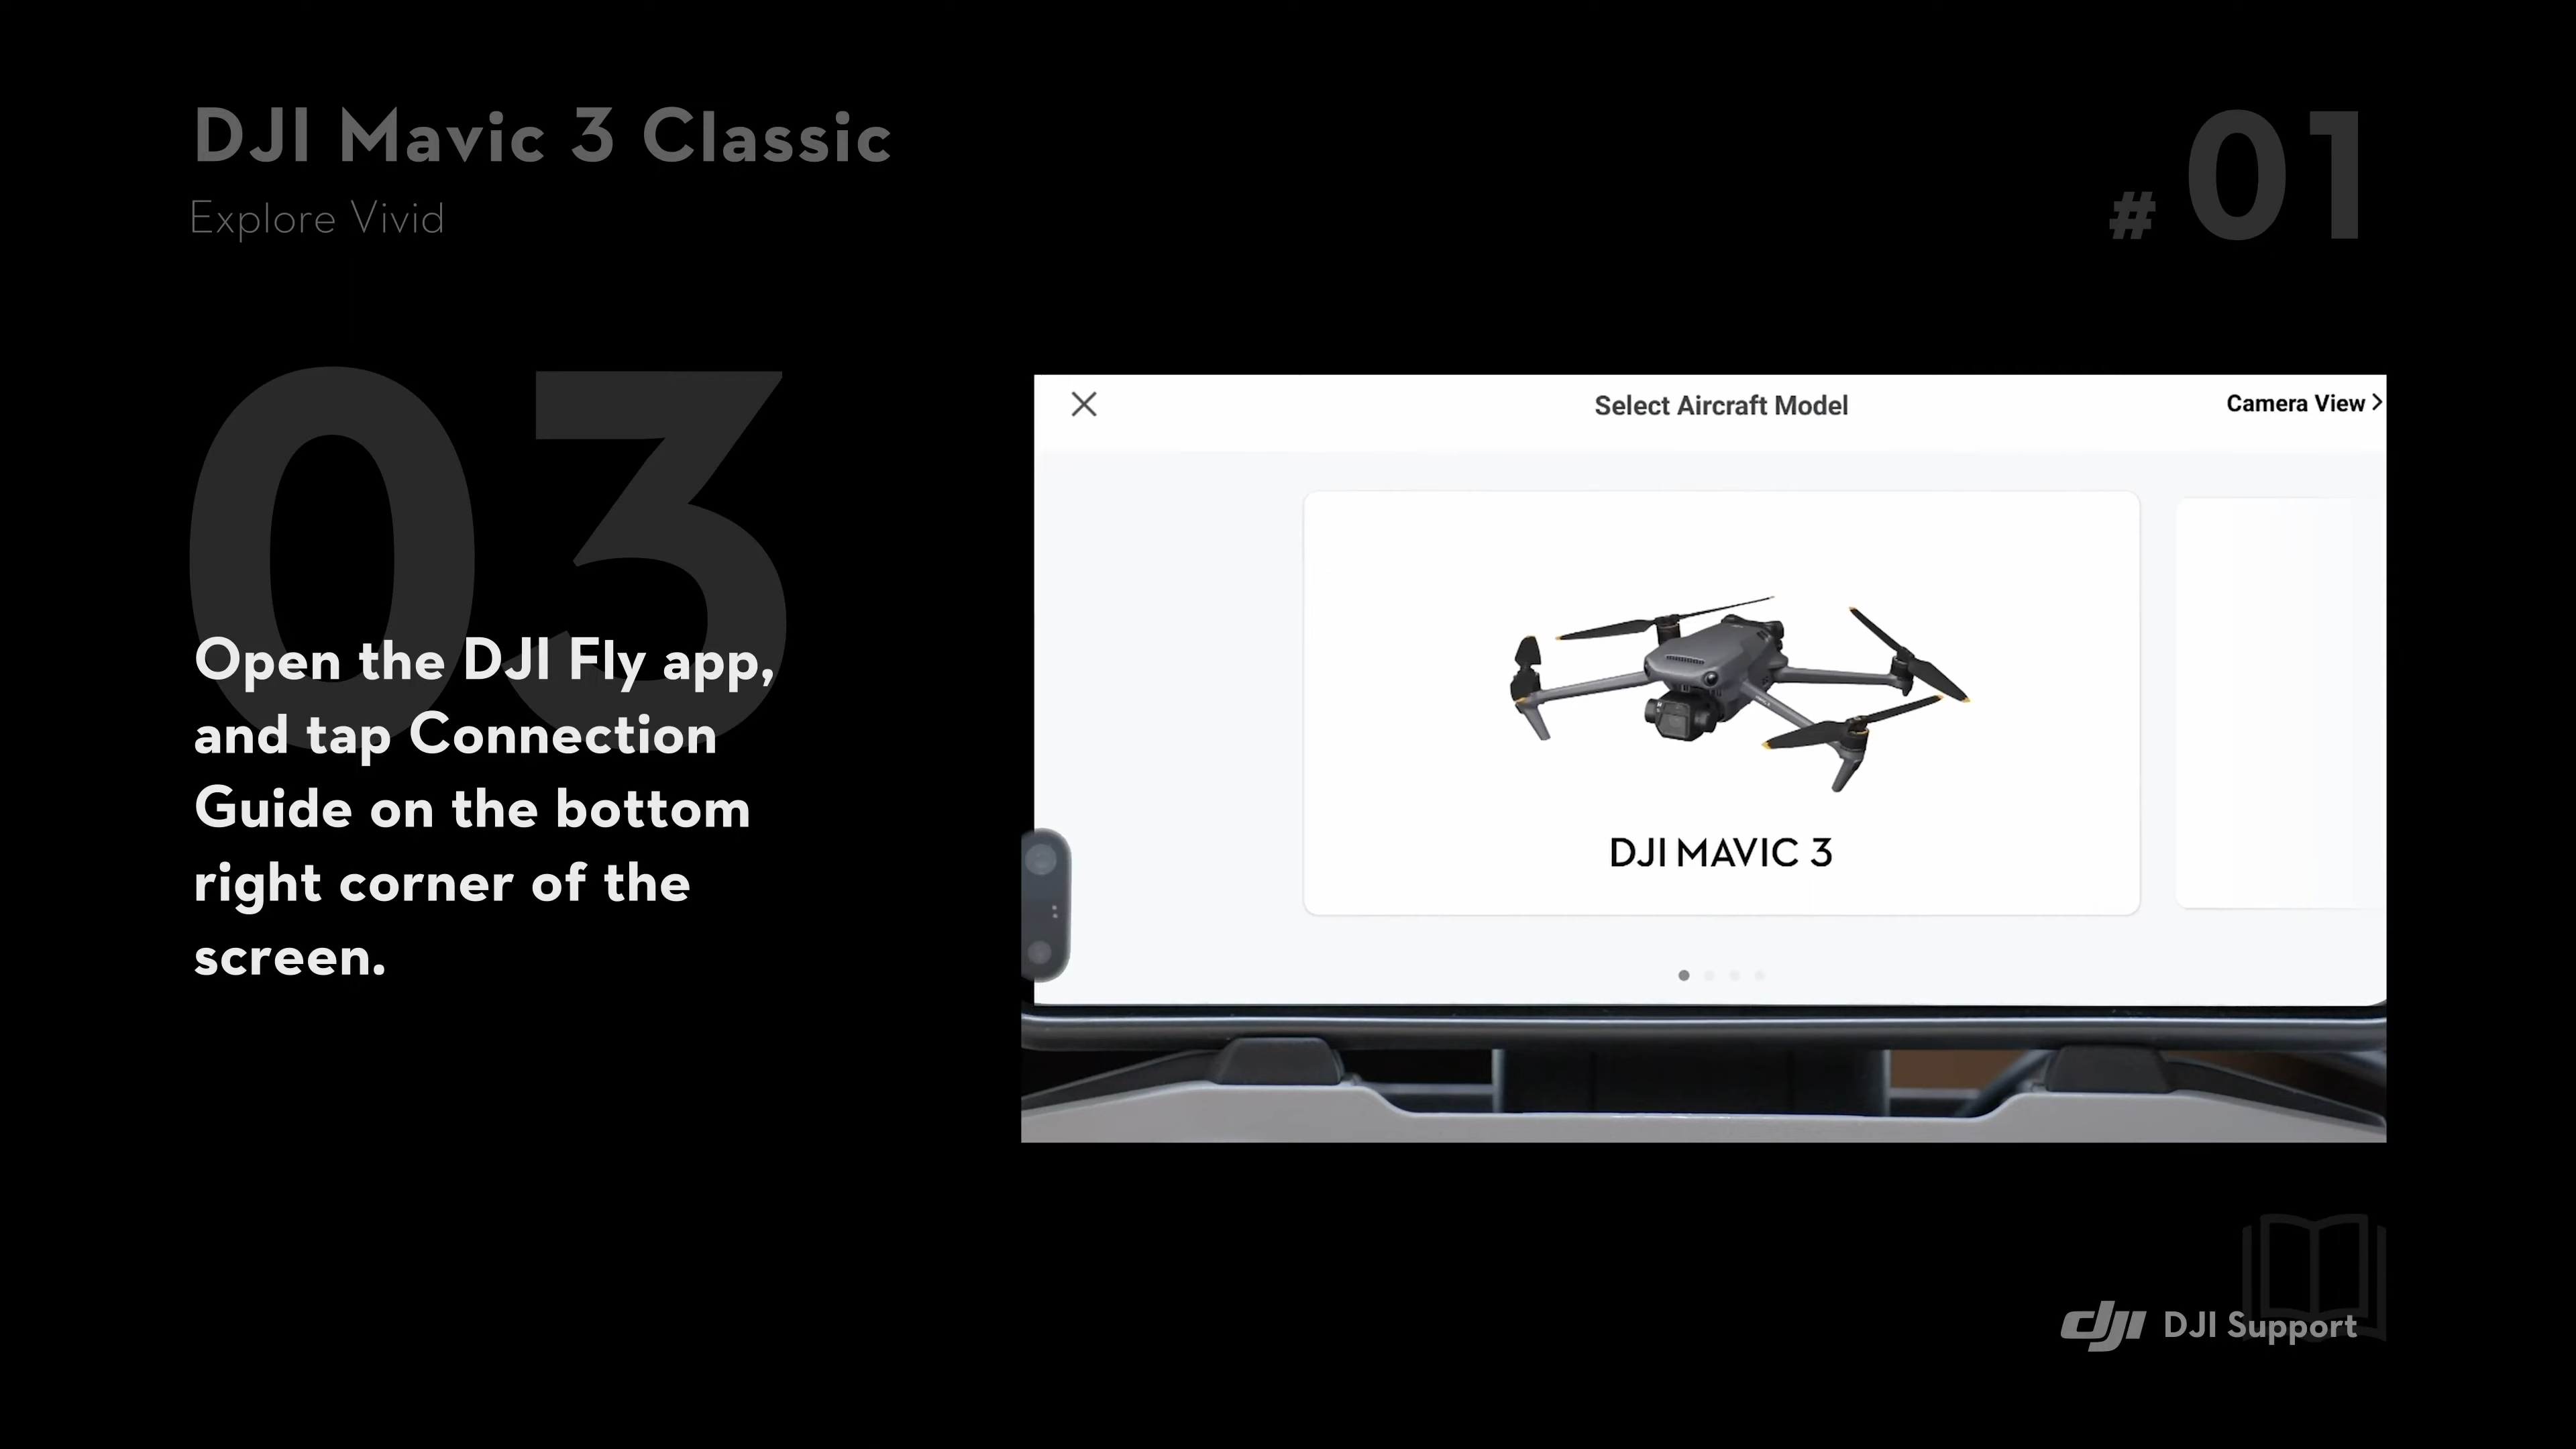 DJI Mavic 3 Classic
Explore Vivid
# 01
03
Open the DJI Fly app,
and tap Connection
Guide on the bottom
right corner of the
screen.
Select Aircraft Model
Camera View >
DJI MAVIC 3
dji DJI Support